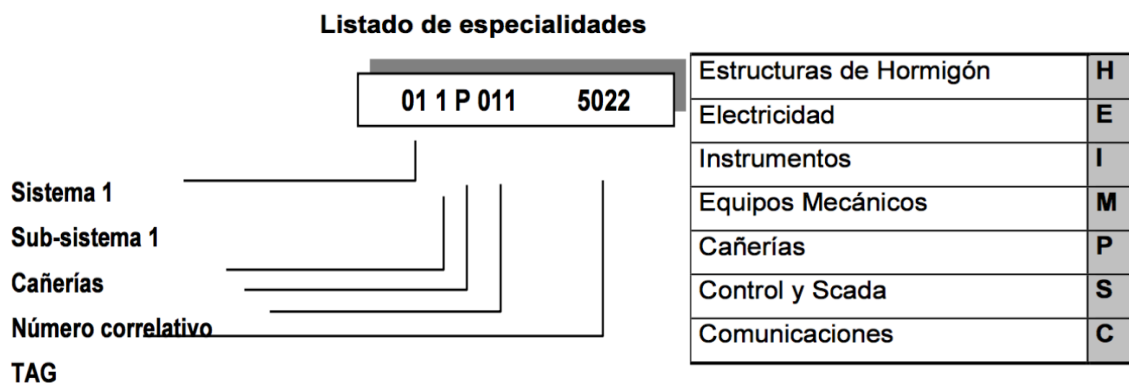 Listado de especialidades
01 1 P 011 5022
Sistema 1
Sub-sistema 1
Cañerías
Número correlativo
TAG
Estructuras de Hormigón H
Electricidad E
Instrumentos I
Equipos Mecánicos M
Cañerías P
Control y Scada S
Comunicaciones C